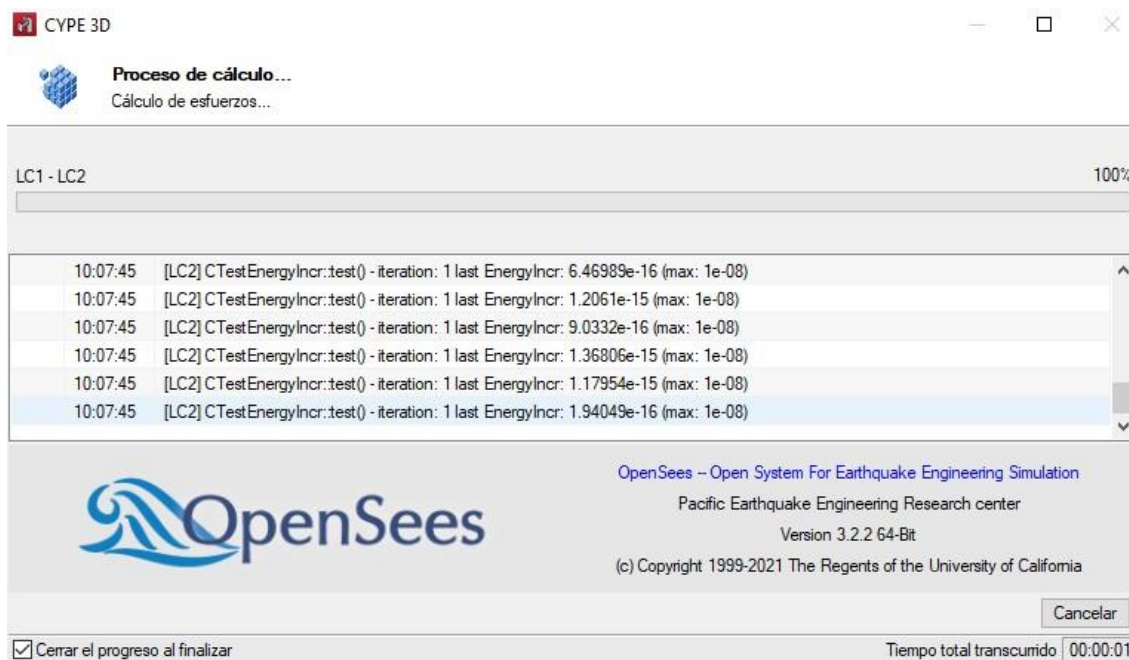 CYPE 3D
Proceso de cálculo...
Cálculo de esfuerzos...
LC1 - LC2
100%
10:07:45 [LC2] CTestEnergyIncr::test() - iteration: 1 last EnergyIncr: 6.46989e-16 (max: 1e-08)
10:07:45 [LC2] CTestEnergyIncr::test() - iteration: 1 last EnergyIncr: 1.2061e-15 (max: 1e-08)
10:07:45 [LC2] CTestEnergyIncr::test() - iteration: 1 last EnergyIncr: 9.0332e-16 (max: 1e-08)
10:07:45 [LC2] CTestEnergyIncr::test() - iteration: 1 last EnergyIncr: 1.36806e-15 (max: 1e-08)
10:07:45 [LC2] CTestEnergyIncr::test() - iteration: 1 last EnergyIncr: 1.17954e-15 (max: 1e-08)
10:07:45 [LC2] CTestEnergyIncr::test() - iteration: 1 last EnergyIncr: 1.94049e-16 (max: 1e-08)
OpenSees
OpenSees -- Open System For Earthquake Engineering Simulation
Pacific Earthquake Engineering Research center
Version 3.2.2 64-Bit
(c) Copyright 1999-2021 The Regents of the University of California
Cancelar
Cerrar el progreso al finalizar
Tiempo total transcurrido 00:00:01